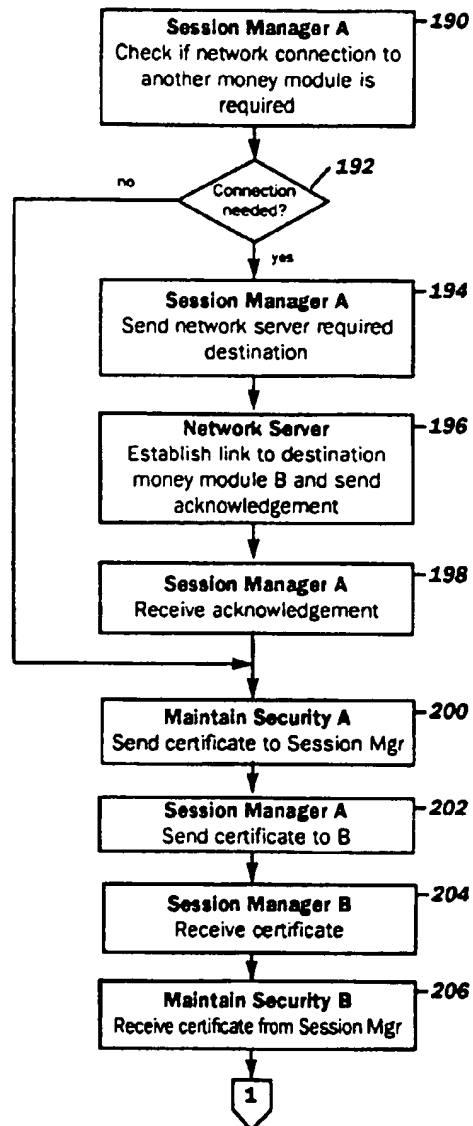 Session Manager A
Check if network connection to
another money module is
required
190
Connection
needed?
192
no
yes
Session Manager A
Send network server required
destination
194
Network Server
Establish link to destination
money module B and send
acknowledgement
196
Session Manager A
Receive acknowledgement
198
Maintain Security A
Send certificate to Session Mgr
200
Session Manager A
Send certificate to B
202
Session Manager B
Receive certificate
204
Maintain Security B
Receive certificate from Session Mgr
206
1